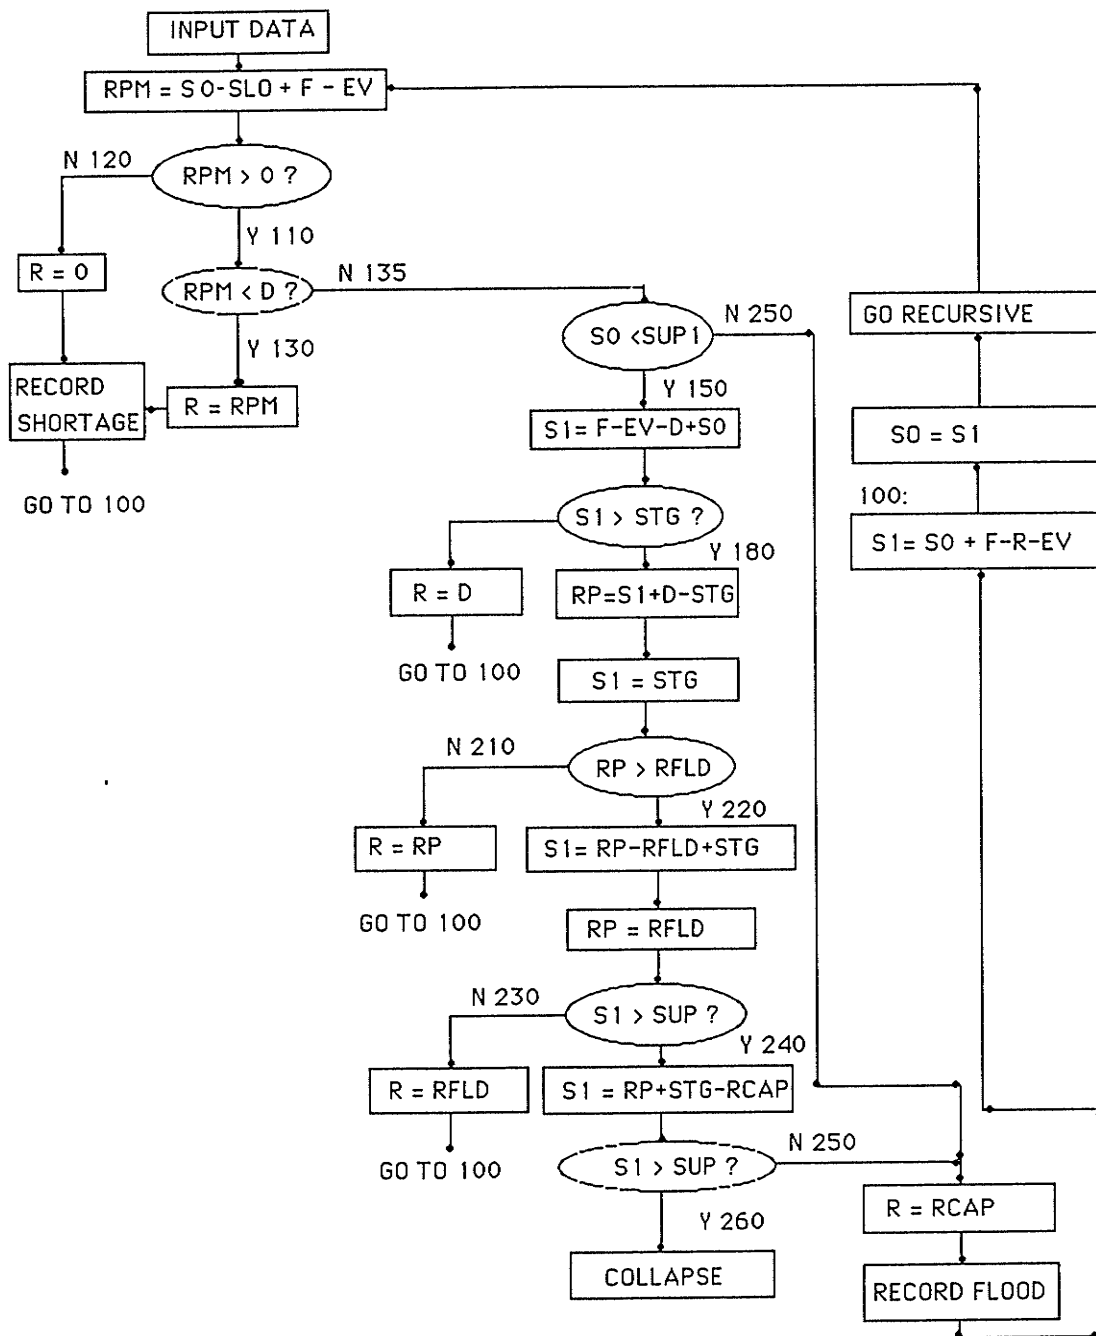 INPUT DATA
RPM = S0-SLO + F - EV
N 120
RPM > 0 ?
Y 110
R = 0
RPM < D ?
N 135
S0 <SUP1
N 250
GO RECURSIVE
Y 130
RECORD
SHORTAGE
R = RPM
Y 150
S1= F-EV-D+S0
S0 = S1
GO TO 100
100:
S1 > STG ?
S1= S0 + F-R-EV
Y 180
R = D
RP=S1+D-STG
GO TO 100
S1 = STG
N 210
RP > RFLD
Y 220
R = RP
S1= RP-RFLD+STG
GO TO 100
RP = RFLD
N 230
S1 > SUP ?
Y 240
R = RFLD
S1 = RP+STG-RCAP
GO TO 100
S1 > SUP ?
N 250
R = RCAP
Y 260
COLLAPSE
RECORD FLOOD